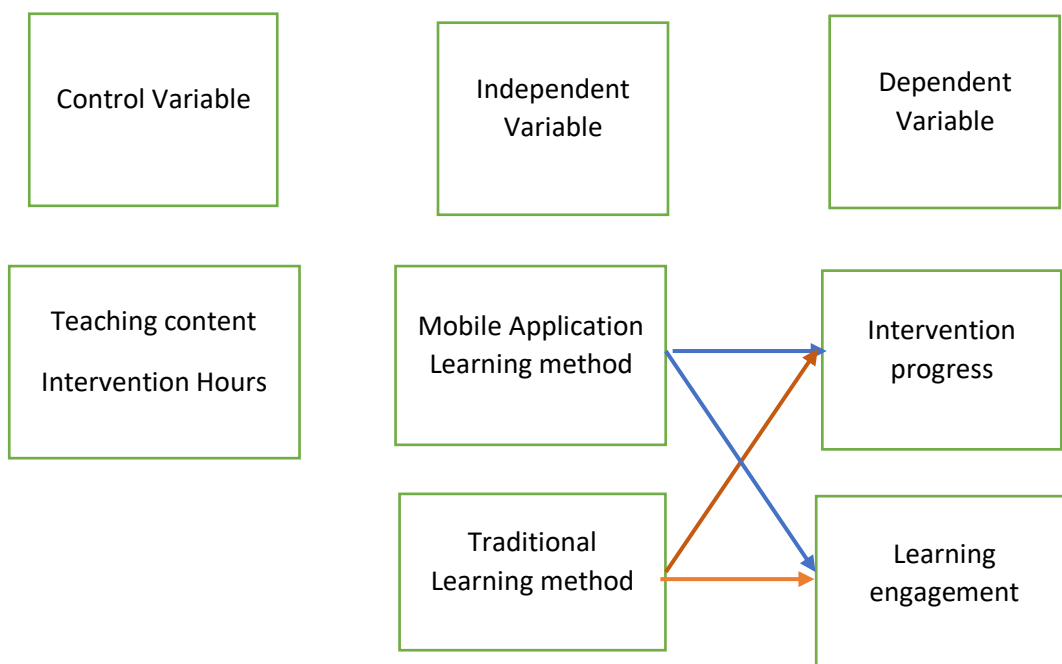 Control Variable
Independent
Variable
Dependent
Variable
Teaching content
Intervention Hours
Mobile Application
Learning method
Intervention
progress
Traditional
Learning method
Learning
engagement